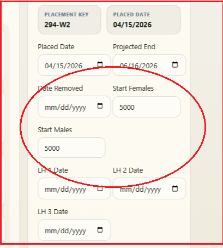 PLACEMENT KEY PLACED DATE
294-W2 04/15/2026
Placed Date Projected End
04/15/2026 06/16/2026
Date Removed Start Females
mm/dd/yyyy 5000
Start Males
5000
LH 1 Date LH 2 Date
mm/dd/yyyy mm/dd/yyyy
LH 3 Date
mm/dd/yyyy